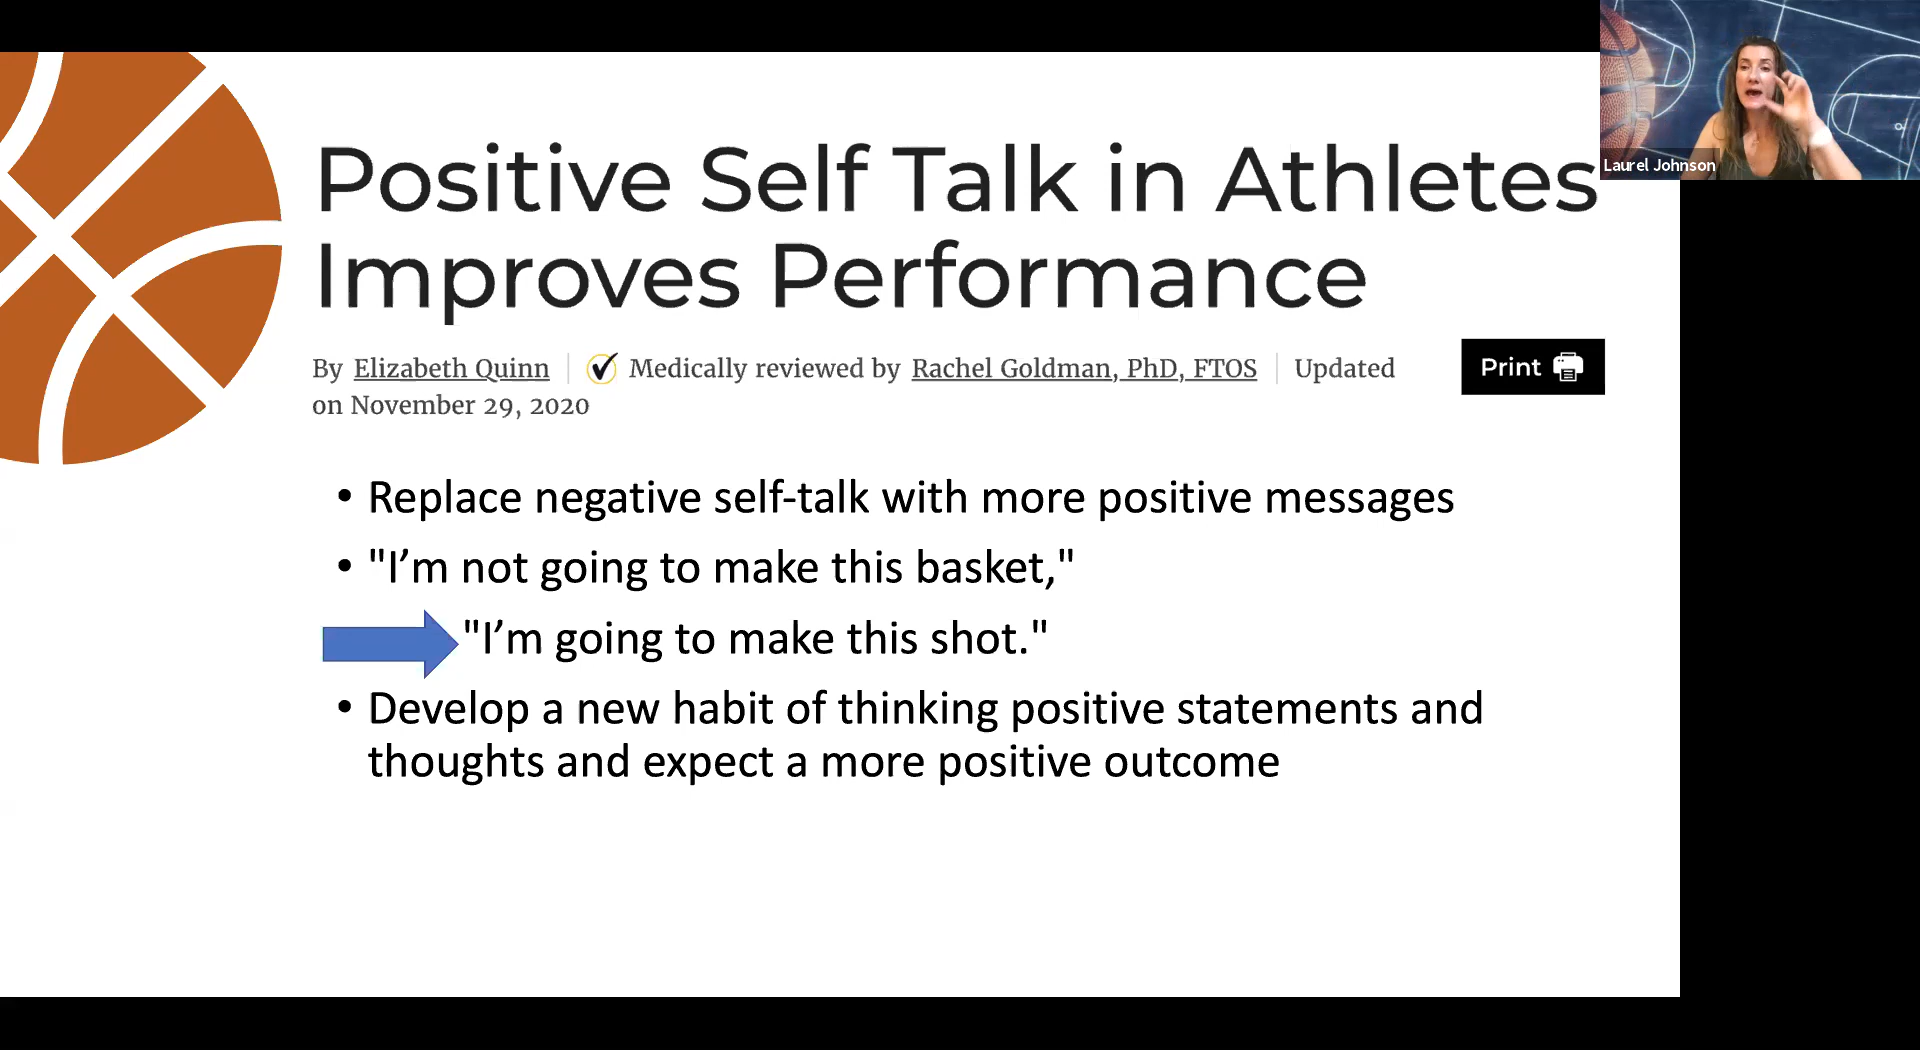 Positive Self Talk in Athletes
Improves Performance
By Elizabeth Quinn | Medically reviewed by Rachel Goldman, PhD, FTOS | Updated
on November 29, 2020
Print
Laurel Johnson
• Replace negative self-talk with more positive messages
• "I’m not going to make this basket,"
"I’m going to make this shot."
• Develop a new habit of thinking positive statements and
thoughts and expect a more positive outcome